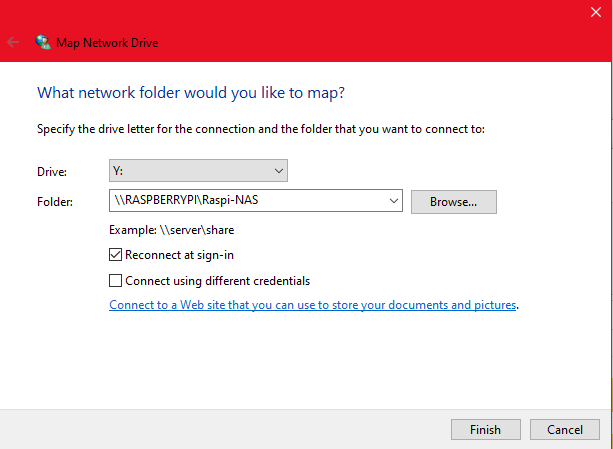 Map Network Drive
What network folder would you like to map?
Specify the drive letter for the connection and the folder that you want to connect to:
Drive: Y:
Folder: \\RASPBERRYPI\Raspi-NAS Browse...
Example: \\server\share
Reconnect at sign-in
Connect using different credentials
Connect to a Web site that you can use to store your documents and pictures.
Finish Cancel